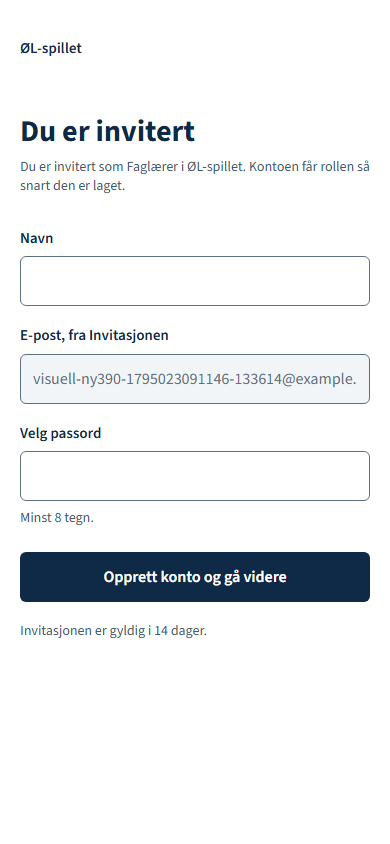 ØL-spillet
Du er invitert
Du er invitert som Faglærer i ØL-spillet. Kontoen får rollen så
snart den er laget.
Navn
E-post, fra Invitasjonen
visuell-ny390-1795023091146-133614@example.
Velg passord
Minst 8 tegn.
Opprett konto og gå videre
Invitasjonen er gyldig i 14 dager.